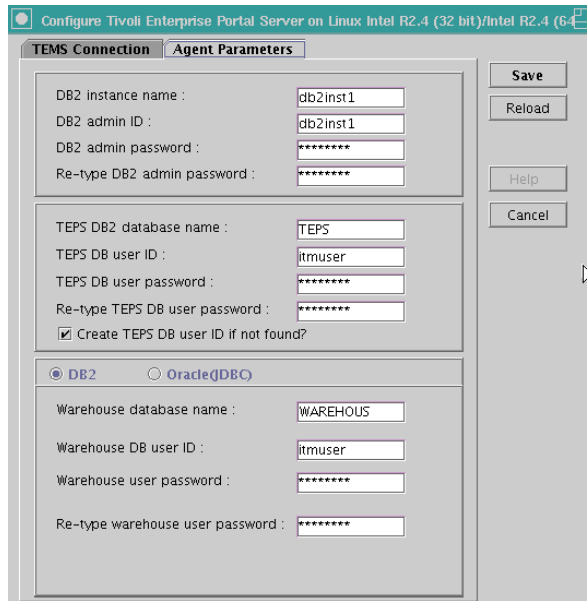 Configure Tivoli Enterprise Portal Server on Linux Intel R2.4 (32 bit)/Intel R2.4 (64
TEMS Connection Agent Parameters
Save
Reload
Help
Cancel
DB2 instance name : db2inst1
DB2 admin ID : db2inst1
DB2 admin password : ********
Re-type DB2 admin password : ********
TEPS DB2 database name : TEPS
TEPS DB user ID : itmuser
TEPS DB user password : ********
Re-type TEPS DB user password : ********
Create TEPS DB user ID if not found?
DB2 Oracle(JDBC)
Warehouse database name : WAREHOUS
Warehouse DB user ID : itmuser
Warehouse user password : ********
Re-type warehouse user password : ********